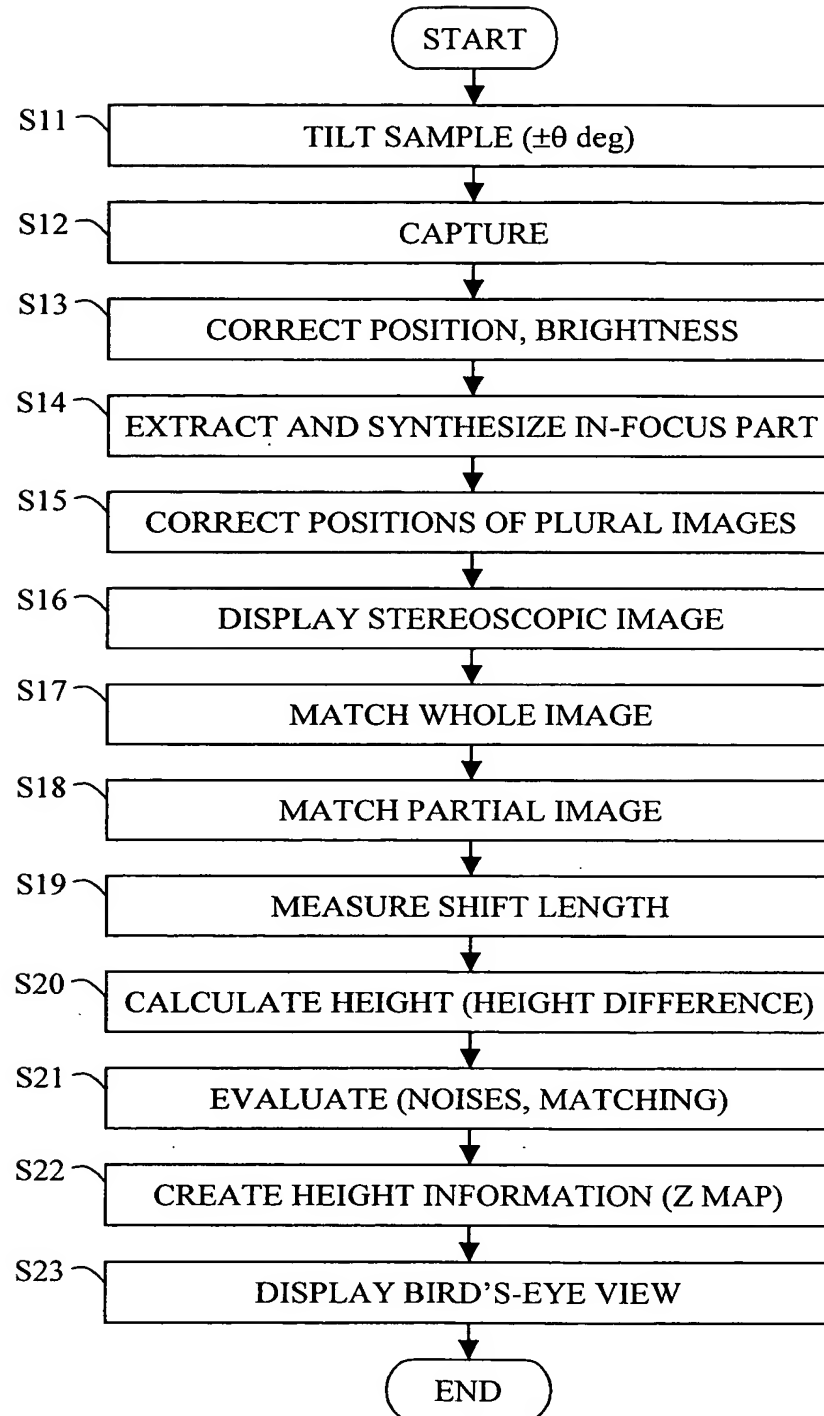 START
S11 TILT SAMPLE (±θ deg)
S12 CAPTURE
S13 CORRECT POSITION, BRIGHTNESS
S14 EXTRACT AND SYNTHESIZE IN-FOCUS PART
S15 CORRECT POSITIONS OF PLURAL IMAGES
S16 DISPLAY STEREOSCOPIC IMAGE
S17 MATCH WHOLE IMAGE
S18 MATCH PARTIAL IMAGE
S19 MEASURE SHIFT LENGTH
S20 CALCULATE HEIGHT (HEIGHT DIFFERENCE)
S21 EVALUATE (NOISES, MATCHING)
S22 CREATE HEIGHT INFORMATION (Z MAP)
S23 DISPLAY BIRD'S-EYE VIEW
END